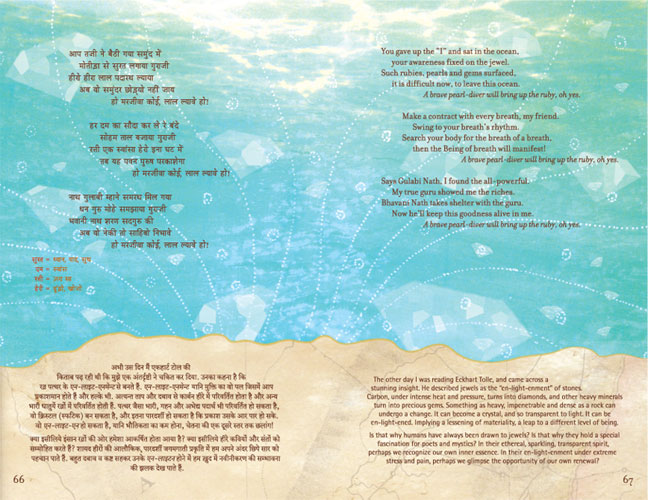 आप तजी ने बैठी गया समुंद में
मोतीड़ा से सुरत लगाया गुराजी
हीरो हीरा लाल पदारथ ल्याया
अब यो समुंदर छोड़्यो नहीं जाय
हो मरजीवा कोई, लाल ल्यावे हो!
हर दम का सौदा कर ले रे बंदे
सोहम ताल बजाया गुराजी
रत्ती एक स्वांसा हेरो इना घट में
सब यह पवन पुरुष परकाशेगा
हो मरजीवा कोई, लाल ल्यावे हो!
नाथ गुलाबी म्हाने समरथ मिल गया
धन गुरु मोहे समझाया गुराजी
भवानी नाथ शरण सदगुरु की
अब यो नेकी तो साहिबो निभावे
हो मरजीवा कोई, लाल ल्यावे हो!
सुरत = ध्यान, याद, सुध
दम = स्वांस
रत्ती = ज़रा सा
हेरो = ढूंढो, खोजो
You gave up the “I” and sat in the ocean,
your awareness fixed on the jewel.
Such rubies, pearls and gems surfaced,
it is difficult now, to leave this ocean.
A brave pearl-diver will bring up the ruby, oh yes.
Make a contract with every breath, my friend.
Swing to your breath's rhythm.
Search your body for the breath of a breath,
then the Being of breath will manifest!
A brave pearl-diver will bring up the ruby, oh yes.
Says Gulabi Nath, I found the all-powerful.
My true guru showed me the riches.
Bhavani Nath takes shelter with the guru.
Now he'll keep this goodness alive in me.
A brave pearl-diver will bring up the ruby, oh yes.
अभी उस दिन मैं एकहार्ट टोल की
किताब पढ़ रही थी कि मुझे एक अंतर्दृष्टी ने चकित कर दिया. उनका कहना है कि
रत्न पत्थर के एन-लाइट-एनमेन्ट से बनते हैं. एन-लाइट-एनमेन्ट यानि मुक्ति का वो पल जिसमें आप
प्रकाशमान होते हैं और हल्के भी. अत्यन्त ताप और दबाव से कार्बन हीरे में परिवर्तित होता है और अन्य
भारी धातुएँ रत्नों में परिवर्तित होती हैं. पत्थर जैसा भारी, गहन और अभेद्य पदार्थ भी परिवर्तित हो सकता है,
वो क्रिस्टल (स्फटिक) बन सकता है, और इतना पारदर्शी हो सकता है कि प्रकाश उसके आर पार हो सके.
वो एन-लाइट-एन्ड हो सकता है, यानि भौतिकता का कम होना, चेतना की एक दूसरे स्तर तक छलांग!
क्या इसीलिये इंसान रत्नों की ओर हमेशा आकर्षित होता आया है? क्या इसीलिये हीरे कवियों और संतों को
सम्मोहित करते हैं? शायद हीरों की आलौकिक, पारदर्शी जगमगाती प्रकृति में हम अपने अंदर छिपे सार को
पहचान पाते हैं. बहुत दबाव व कष्ट सहकर उनके एन-लाइटन होने में हम ख़ुद में नवीनीकरण की सम्भावना
की झलक देख पाते हैं.
The other day I was reading Eckhart Tolle, and came across a
stunning insight. He described jewels as the “en-light-enment” of stones.
Carbon, under intense heat and pressure, turns into diamonds, and other heavy minerals
turn into precious gems. Something as heavy, impenetrable and dense as a rock can
undergo a change. It can become a crystal, and so transparent to light. It can be
en-light-ened. Implying a lessening of materiality, a leap to a different level of being.
Is that why humans have always been drawn to jewels? Is that why they hold a special
fascination for poets and mystics? In their ethereal, sparkling, transparent spirit,
perhaps we recognize our own inner essence. In their en-light-enment under extreme
stress and pain, perhaps we glimpse the opportunity of our own renewal?
66
67